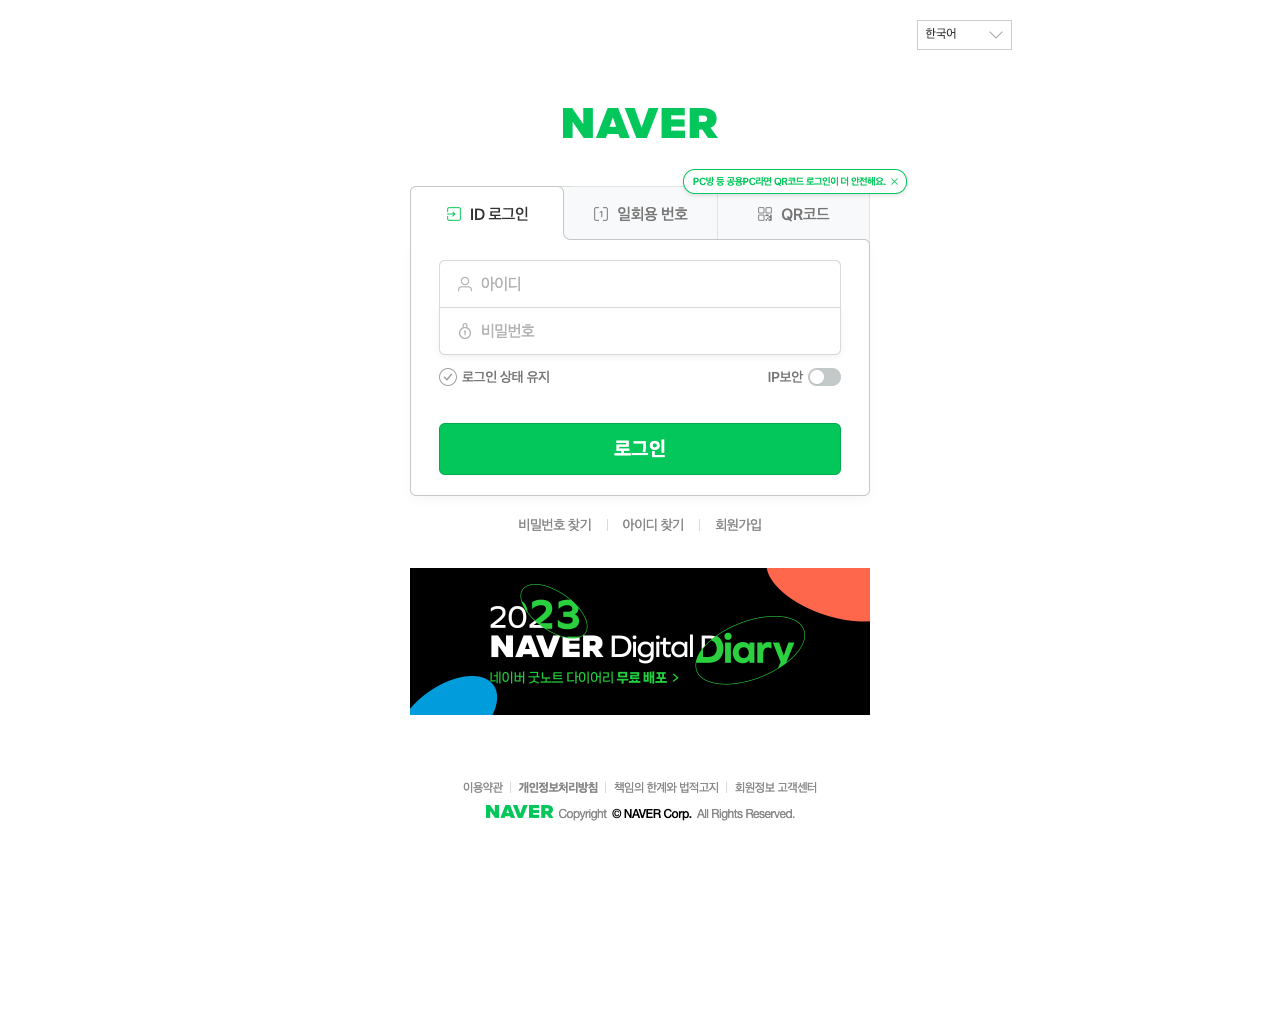 한국어
NAVER
PC방 등 공용PC라면 QR코드 로그인이 더 안전해요.
ID 로그인
1 일회용 번호
QR코드
아이디
비밀번호
로그인 상태 유지
IP보안
로그인
비밀번호 찾기
아이디 찾기
회원가입
2023
NAVER Digital Diary
네이버 굿노트 다이어리 무료 배포 >
이용약관
개인정보처리방침
책임의 한계와 법적고지
회원정보 고객센터
NAVER Copyright © NAVER Corp. All Rights Reserved.